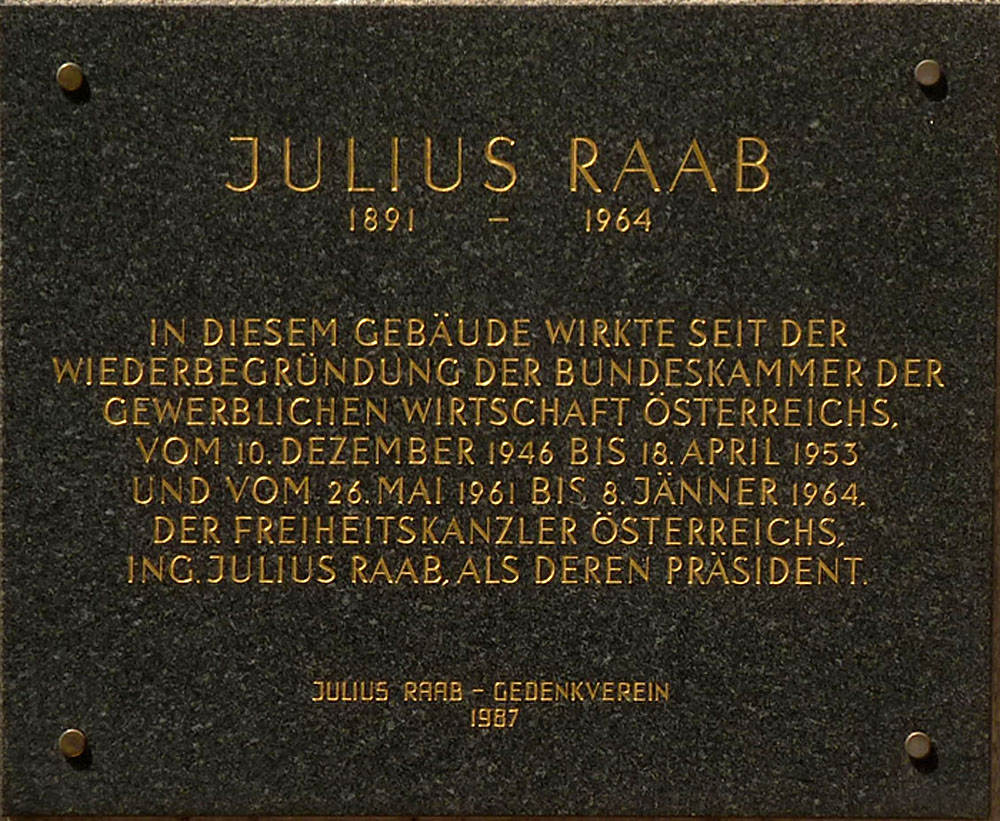 JULIUS RAAB
1891 – 1964
IN DIESEM GEBÄUDE WIRKTE SEIT DER
WIEDERBEGRÜNDUNG DER BUNDESKAMMER DER
GEWERBLICHEN WIRTSCHAFT ÖSTERREICHS,
VOM 10. DEZEMBER 1946 BIS 18. APRIL 1953
UND VOM 26. MAI 1961 BIS 8. JÄNNER 1964,
DER FREIHEITSKANZLER ÖSTERREICHS,
ING. JULIUS RAAB, ALS DEREN PRÄSIDENT.
JULIUS RAAB – GEDENKVEREIN
1987